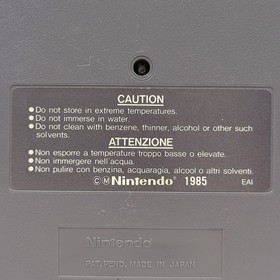 CAUTION
●Do not store in extreme temperatures.
●Do not immerse in water.
●Do not clean with benzene, thinner, alcohol or other such
solvents.
ATTENZIONE
●Non esporre a temperature troppo basse o elevate.
●Non immergere nell'acqua.
●Non pulire con benzina, acquaragia, alcool o altri solventi.
©ⓂNintendo® 1985 EAI
Nintendo
PAT. PEND. MADE IN JAPAN